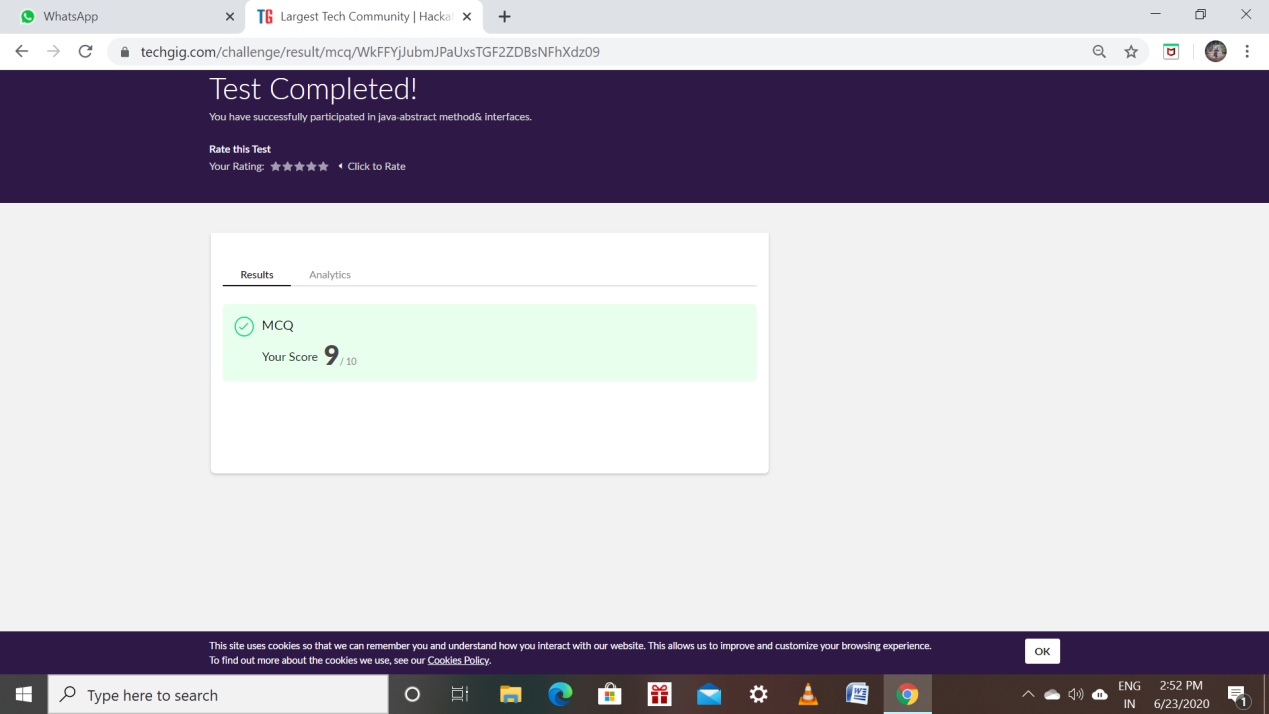 WhatsApp
TG Largest Tech Community | Hacka
techgig.com/challenge/result/mcq/WkFFYjJubmJPaUxsTGF2ZDBsNFhXdz09
Test Completed!
You have successfully participated in java-abstract method& interfaces.
Rate this Test
Your Rating: Click to Rate
Results Analytics
MCQ
Your Score 9 / 10
This site uses cookies so that we can remember you and understand how you interact with our website. This allows us to improve and customize your browsing experience.
To find out more about the cookies we use, see our Cookies Policy.
OK
Type here to search
ENG
IN
2:52 PM
6/23/2020
1